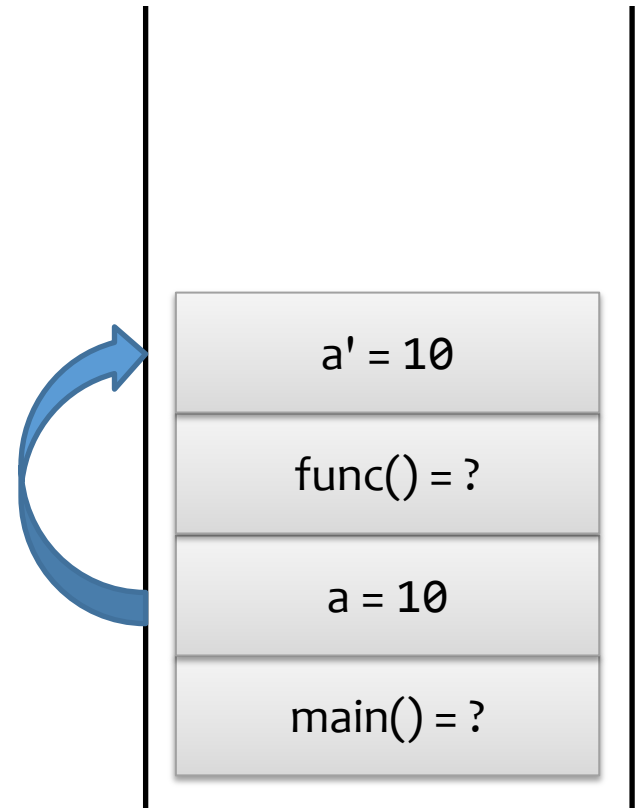 a' = 10
func() = ?
a = 10
main() = ?